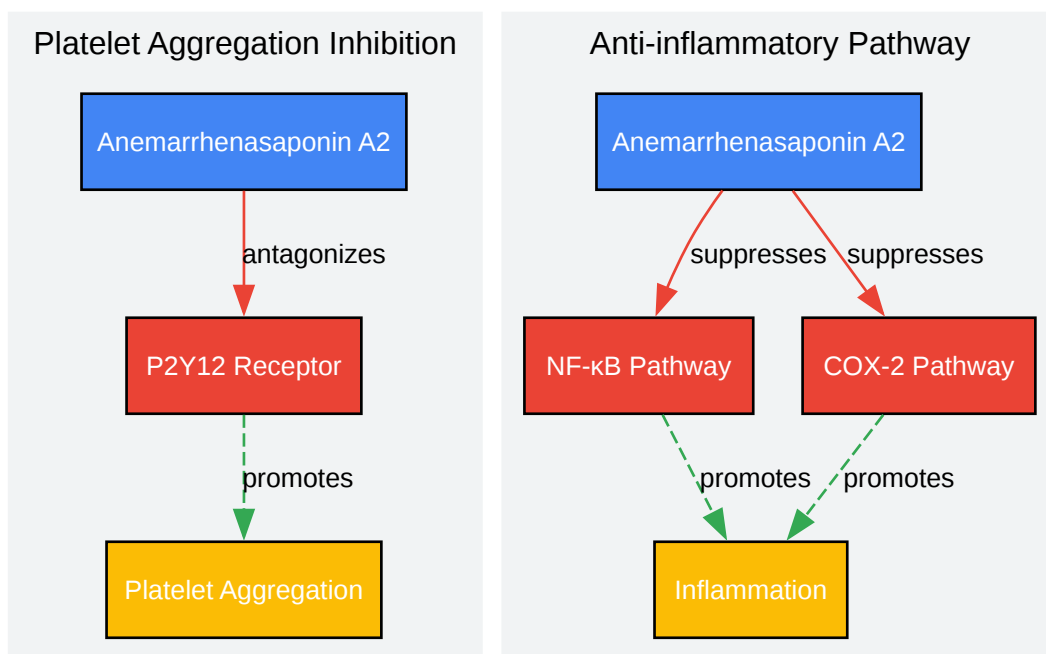 Platelet Aggregation Inhibition
Anemarrhenasaponin A2
antagonizes
P2Y12 Receptor
promotes
Platelet Aggregation
Anti-inflammatory Pathway
Anemarrhenasaponin A2
suppresses
suppresses
NF-κB Pathway
COX-2 Pathway
promotes
promotes
Inflammation